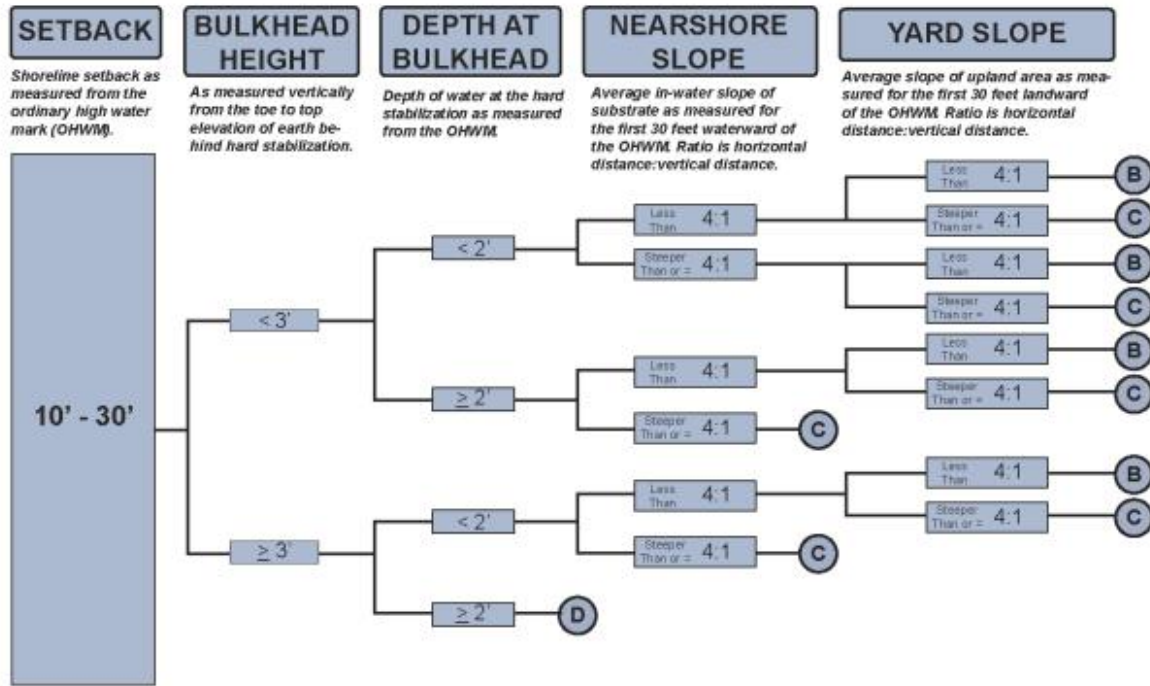 SETBACK
Shoreline setback as
measured from the
ordinary high water
mark (OHWM).
BULKHEAD
HEIGHT
As measured vertically
from the toe to top
elevation of earth be-
hind hard stabilization.
DEPTH AT
BULKHEAD
Depth of water at the hard
stabilization as measured
from the OHWM.
NEARSHORE
SLOPE
Average in-water slope of
substrate as measured for
the first 30 feet waterward of
the OHWM. Ratio is horizontal
distance:vertical distance.
YARD SLOPE
Average slope of upland area as mea-
sured for the first 30 feet landward
of the OHWM. Ratio is horizontal
distance:vertical distance.
10' - 30'
< 3'
≥ 3'
< 2'
≥ 2'
< 2'
≥ 2'
D
Less
Than 4:1
Steeper
Than or = 4:1
Less
Than 4:1
Steeper
Than or = 4:1
C
Less
Than 4:1
Steeper
Than or = 4:1
C
Less
Than 4:1
B
Steeper
Than or = 4:1
C
Less
Than 4:1
B
Steeper
Than or = 4:1
C
Less
Than 4:1
B
Steeper
Than or = 4:1
C
Less
Than 4:1
B
Steeper
Than or = 4:1
C